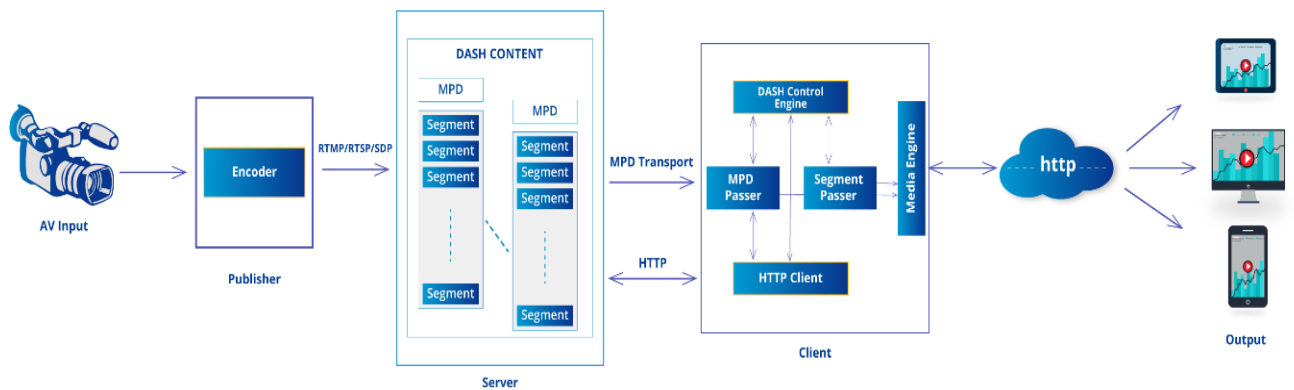 AV Input
Encoder
Publisher
RTMP/RTSP/SDP
DASH CONTENT
MPD
Segment
Segment
Segment
Segment
MPD
Segment
Segment
Segment
Segment
Server
MPD Transport
HTTP
DASH Control
Engine
MPD
Passer
Segment
Passer
HTTP Client
Media Engine
Client
http
Output